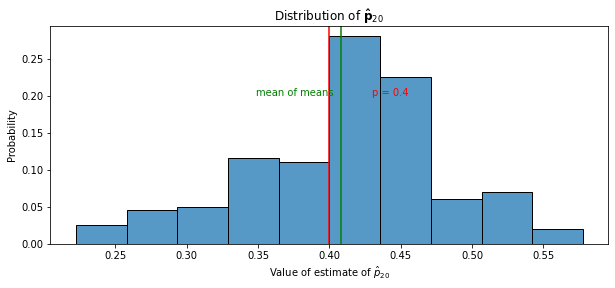 Distribution of p̂₂₀
Probability
0.25
0.20
0.15
0.10
0.05
0.00
mean of means
p = 0.4
0.25 0.30 0.35 0.40 0.45 0.50 0.55
Value of estimate of p̂₂₀